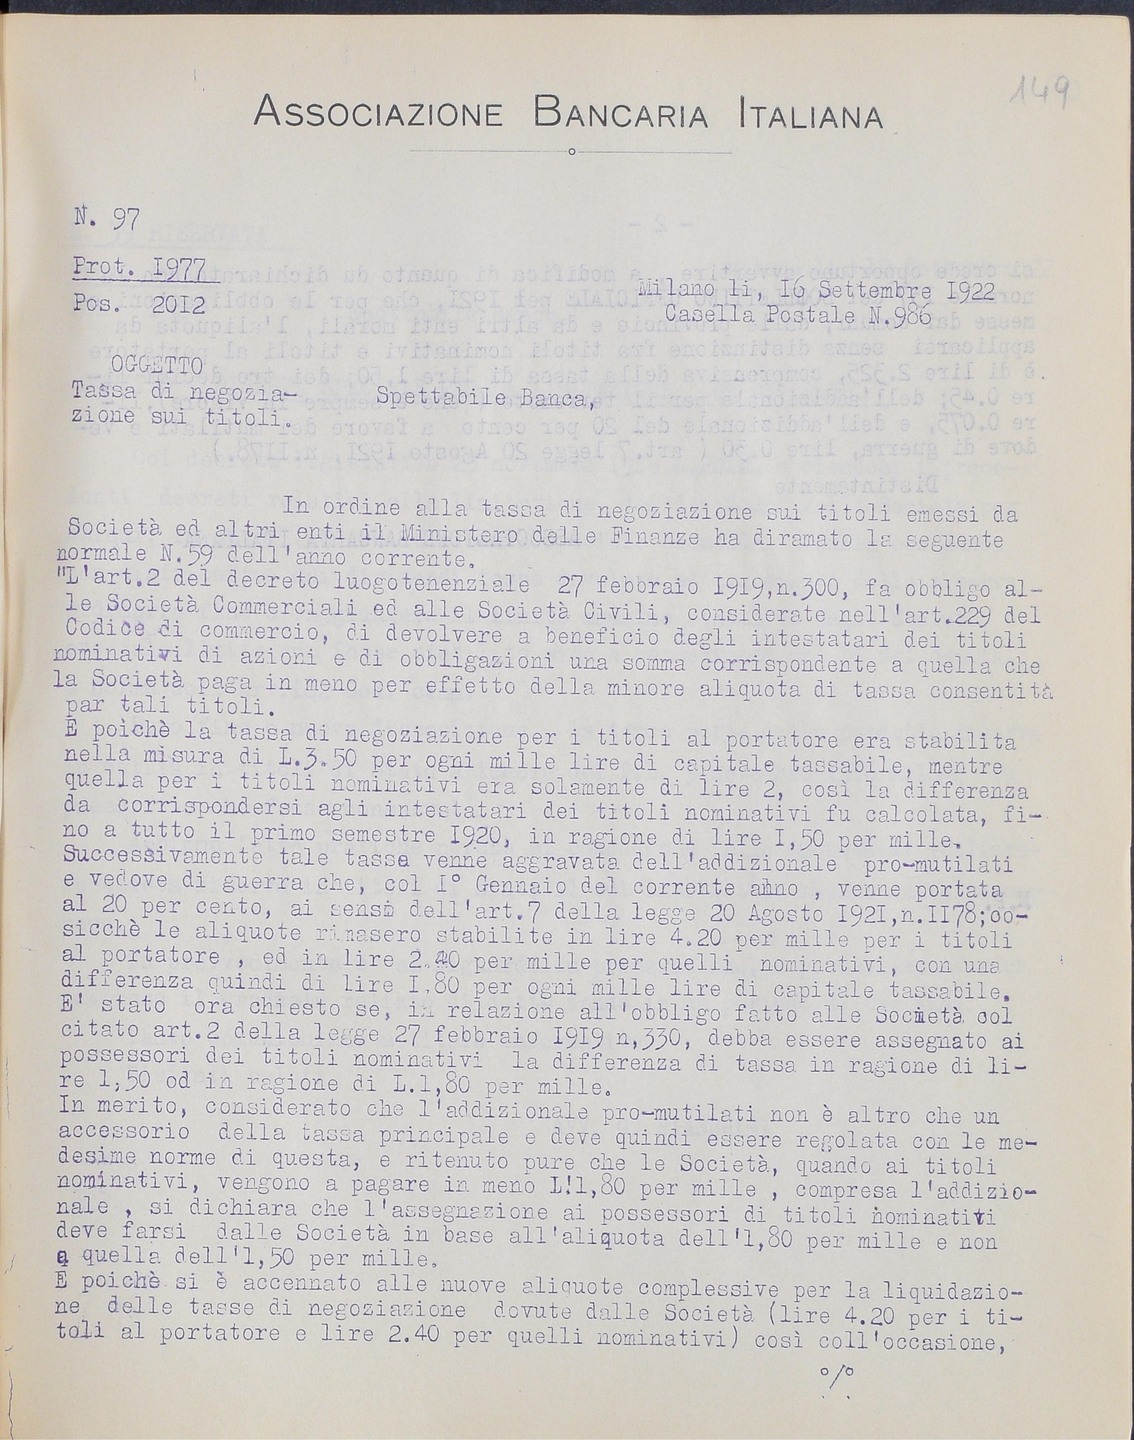 149
ASSOCIAZIONE BANCARIA ITALIANA
N. 97
Prot. I977
Pos. 20I2
Milano li, I6 Settembre I922
Casella Postale N.986
OGGETTO
Tassa di negozia-
zione sui titoli.
Spettabile Banca,
In ordine alla tassa di negoziazione sui titoli emessi da
Società ed altri enti il Ministero delle Finanze ha diramato la seguente
normale N.59 dell'anno corrente.
"L'art.2 del decreto luogotenenziale 27 febbraio I9I9,n.300, fa obbligo al-
le Società Commerciali ed alle Società Civili, considerate nell'art.229 del
Codice di commercio, di devolvere a beneficio degli intestatari dei titoli
nominativi di azioni e di obbligazioni una somma corrispondente a quella che
la Società paga in meno per effetto della minore aliquota di tassa consentità
par tali titoli.
E poichè la tassa di negoziazione per i titoli al portatore era stabilita
nella misura di L.3.50 per ogni mille lire di capitale tassabile, mentre
quella per i titoli nominativi era solamente di lire 2, così la differenza
da corrispondersi agli intestatari dei titoli nominativi fu calcolata, fi-
no a tutto il primo semestre I920, in ragione di lire I,50 per mille.
Successivamente tale tassa venne aggravata dell'addizionale pro-mutilati
e vedove di guerra che, col I° Gennaio del corrente anno , venne portata
al 20 per cento, ai sensi dell'art.7 della legge 20 Agosto I92I,n.II78;co-
sicchè le aliquote rimasero stabilite in lire 4.20 per mille per i titoli
al portatore , ed in lire 2.40 per mille per quelli nominativi, con una
differenza quindi di lire I.80 per ogni mille lire di capitale tassabile.
E' stato ora chiesto se, in relazione all'obbligo fatto alle Società col
citato art.2 della legge 27 febbraio I9I9 n,330, debba essere assegnato ai
possessori dei titoli nominativi la differenza di tassa in ragione di li-
re 1,50 od in ragione di L.1,80 per mille.
In merito, considerato che l'addizionale pro-mutilati non è altro che un
accessorio della tassa principale e deve quindi essere regolata con le me-
desime norme di questa, e ritenuto pure che le Società, quando ai titoli
nominativi, vengono a pagare in meno L!1,80 per mille , compresa l'addizio-
nale , si dichiara che l'assegnazione ai possessori di titoli nominativi
deve farsi dalle Società in base all'aliquota dell'1,80 per mille e non
a quella dell'1,50 per mille.
E poichè si è accennato alle nuove aliquote complessive per la liquidazio-
ne delle tasse di negoziazione dovute dalle Società (lire 4.20 per i ti-
toli al portatore e lire 2.40 per quelli nominativi) così coll'occasione,
°/°